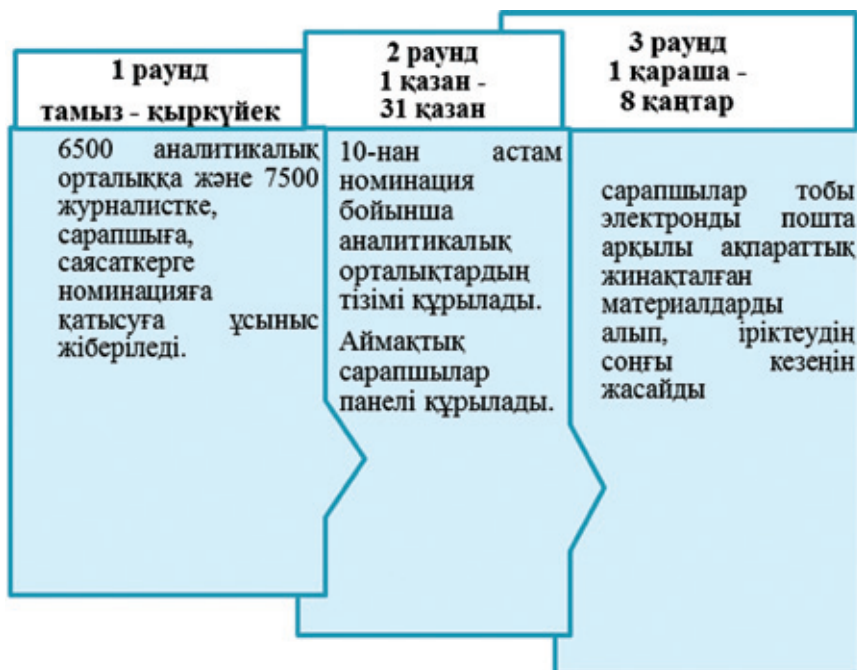 1 раунд
тамыз - қыркүйек
6500 аналитикалық
орталыққа және 7500
журналистке,
сарапшыға,
саясаткерге
номинацияға
қатысуға ұсыныс
жіберіледі.
2 раунд
1 қазан -
31 қазан
10-нан астам
номинация
бойынша
аналитикалық
орталықтардың
тізімі құрылады.
Аймақтық
сарапшылар
панелі құрылады.
3 раунд
1 қараша -
8 қаңтар
сарапшылар тобы
электронды пошта
арқылы ақпараттық
жинақталған
материалдарды
алып, іріктеудің
соңғы кезеңін
жасайды